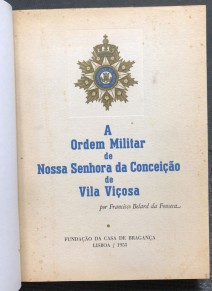 A
Ordem Militar
de
Nossa Senhora da Conceição
de
Vila Viçosa
por Francisco Belard da Fonseca...
FUNDAÇÃO DA CASA DE BRAGANÇA
LISBOA /